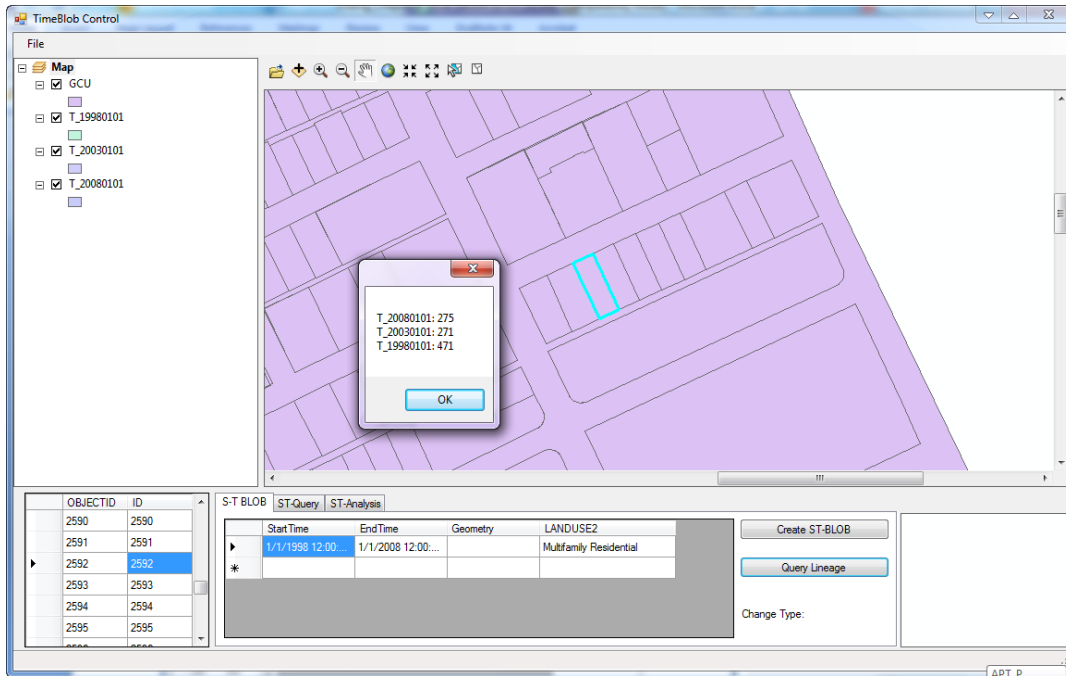 TimeBlob Control
File
Map
GCU
T_19980101
T_20030101
T_20080101
T_20080101: 275
T_20030101: 271
T_19980101: 471
OK
OBJECTID ID
2590 2590
2591 2591
2592 2592
2593 2593
2594 2594
2595 2595
S-T BLOB ST-Query ST-Analysis
StartTime EndTime Geometry LANDUSE2
1/1/1998 12:00:... 1/1/2008 12:00:... Multifamily Residential
Create ST-BLOB
Query Lineage
Change Type:
APT_P